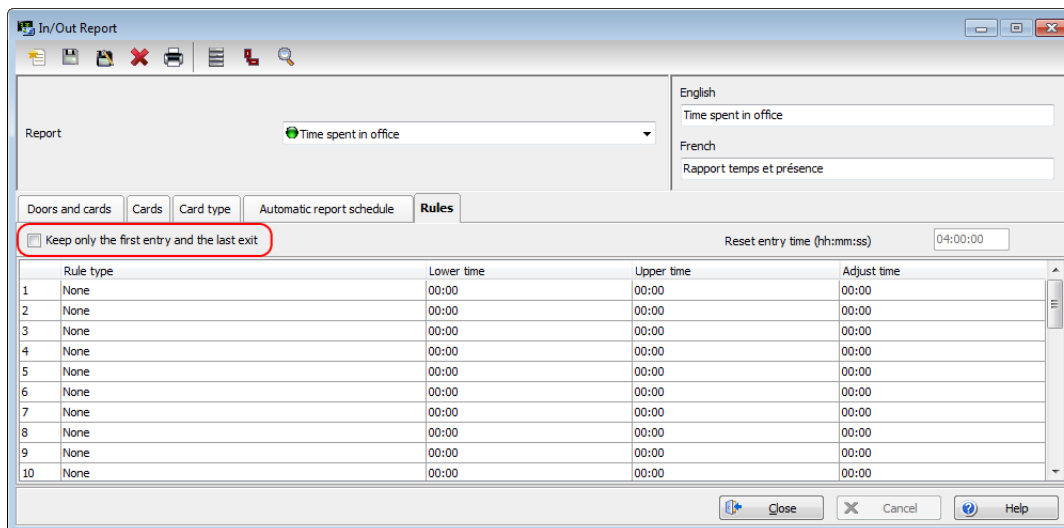 In/Out Report
English
Time spent in office
Report
Time spent in office
French
Rapport temps et présence
Doors and cards Cards Card type Automatic report schedule Rules
Keep only the first entry and the last exit Reset entry time (hh:mm:ss) 04:00:00
Rule type Lower time Upper time Adjust time
1 None 00:00 00:00 00:00
2 None 00:00 00:00 00:00
3 None 00:00 00:00 00:00
4 None 00:00 00:00 00:00
5 None 00:00 00:00 00:00
6 None 00:00 00:00 00:00
7 None 00:00 00:00 00:00
8 None 00:00 00:00 00:00
9 None 00:00 00:00 00:00
10 None 00:00 00:00 00:00
Close Cancel Help